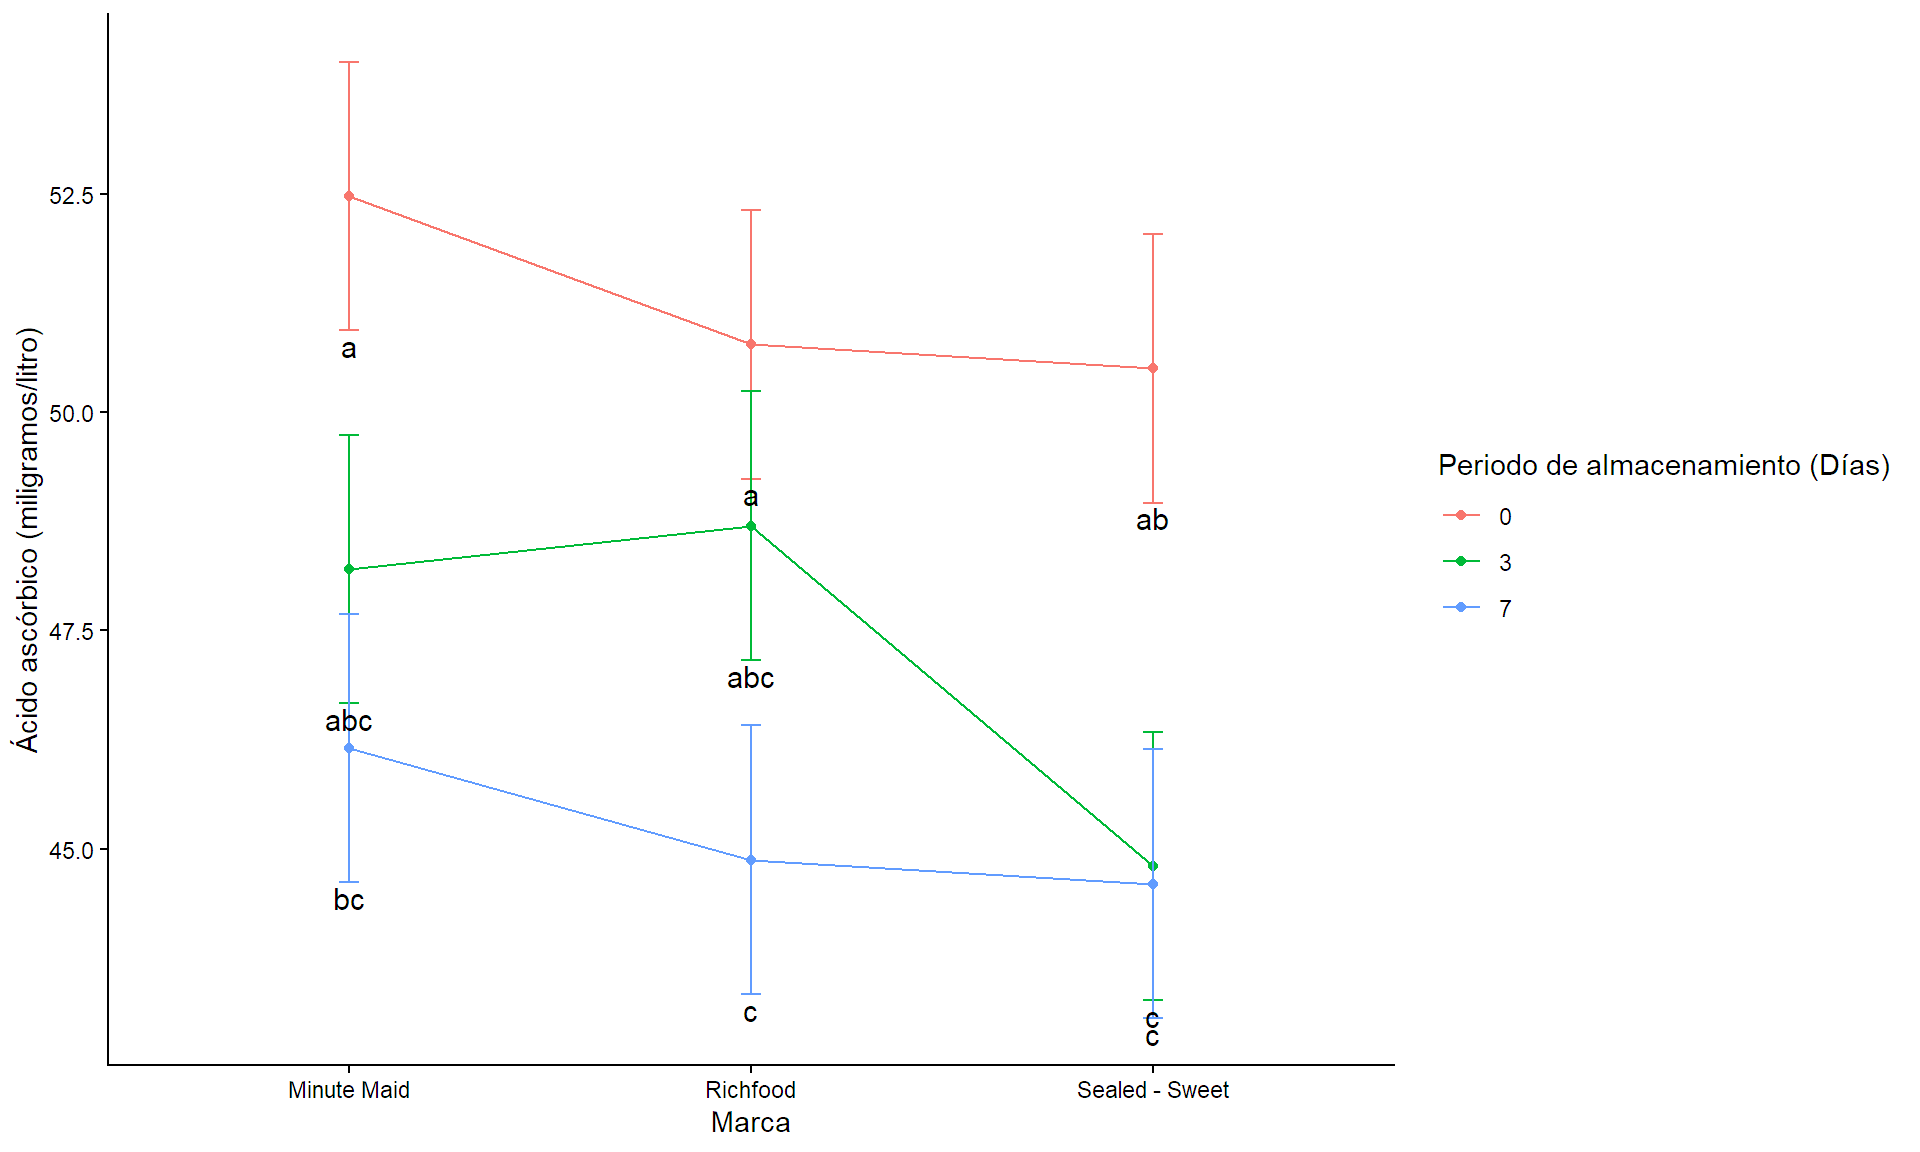 52.5
50.0
47.5
45.0
Ácido ascórbico (miligramos/litro)
a
abc
bc
a
abc
c
ab
c
c
Minute Maid
Richfood
Sealed - Sweet
Marca
Periodo de almacenamiento (Días)
0
3
7